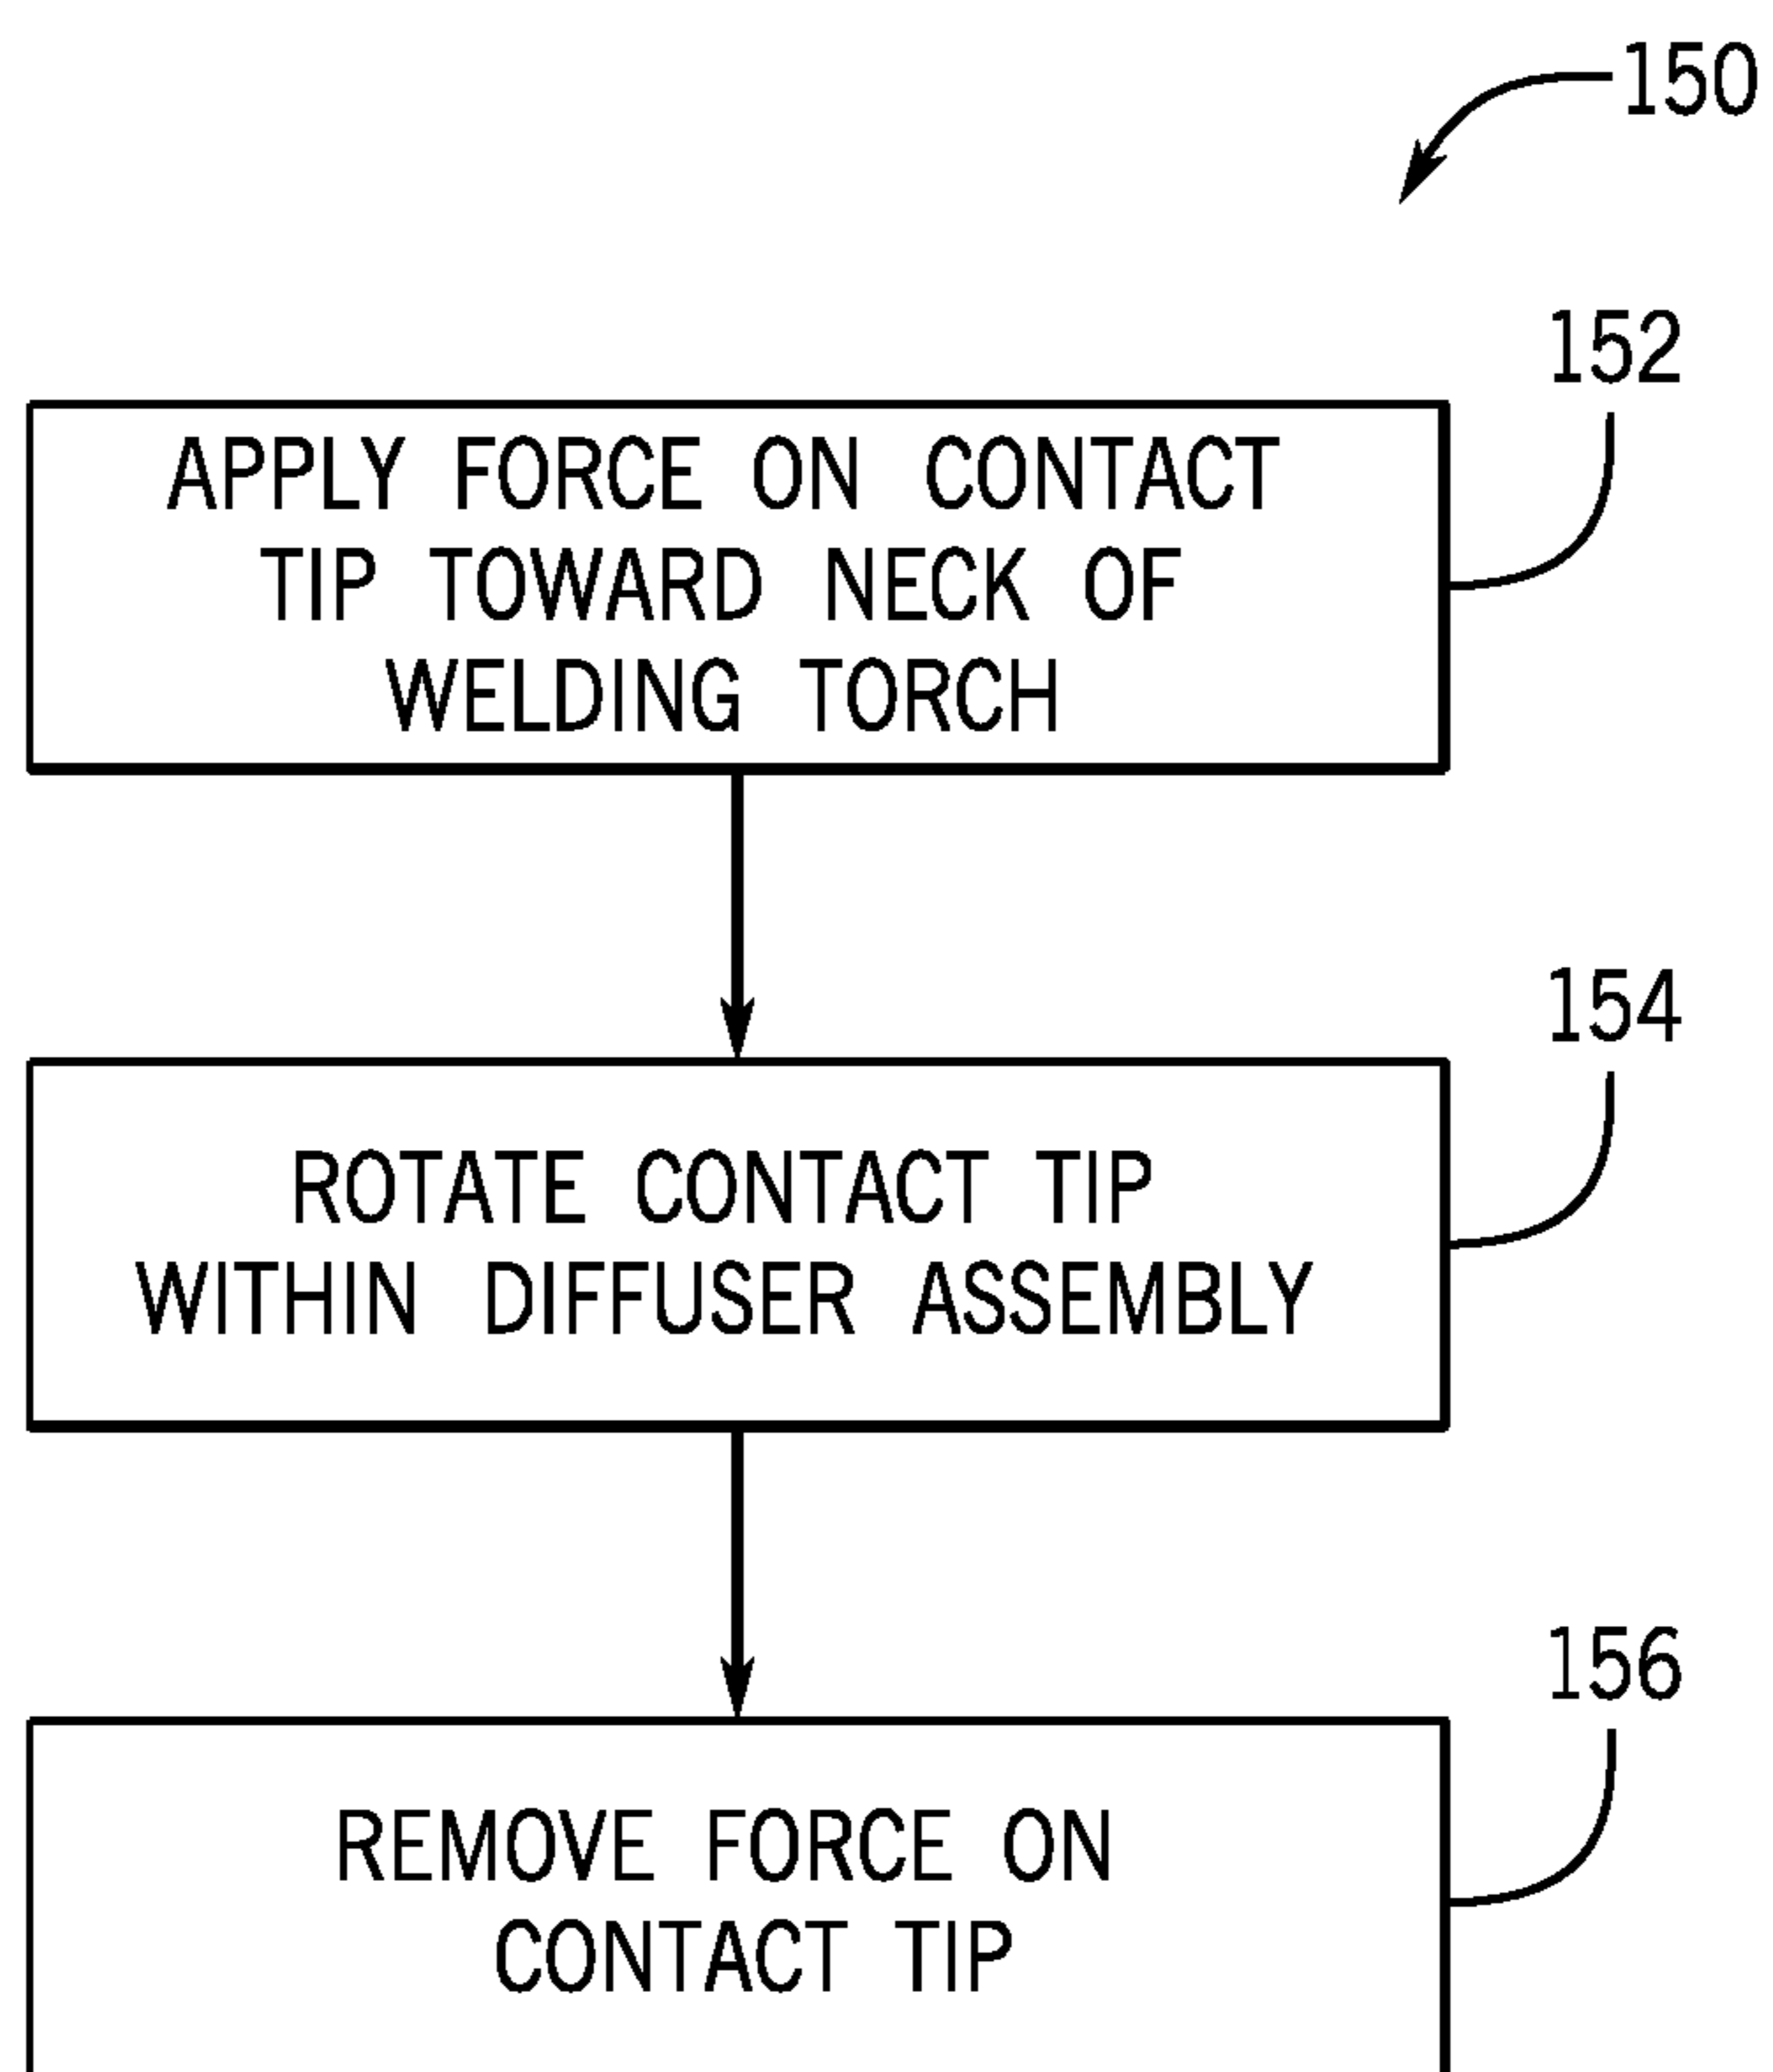 150
152
APPLY FORCE ON CONTACT
TIP TOWARD NECK OF
WELDING TORCH
154
ROTATE CONTACT TIP
WITHIN DIFFUSER ASSEMBLY
156
REMOVE FORCE ON
CONTACT TIP